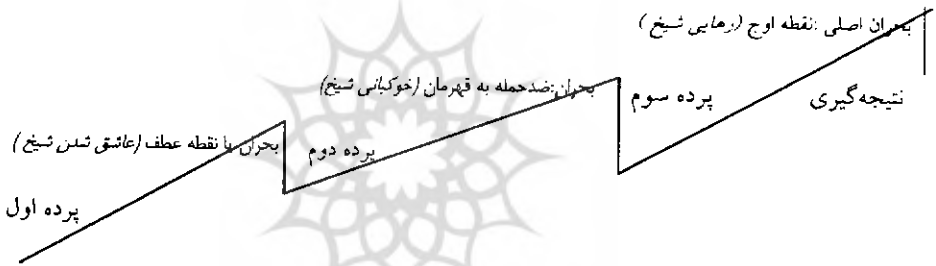 بحران اصلی :نقطه اوج (رهایی شیخ )
نتیجه‌گیری
پرده سوم
بحران:ضدحمله به قهرمان (خوکبانی شیخ)
پرده دوم
بحران یا نقطه عطف (عاشق شدن شیخ )
پرده اول